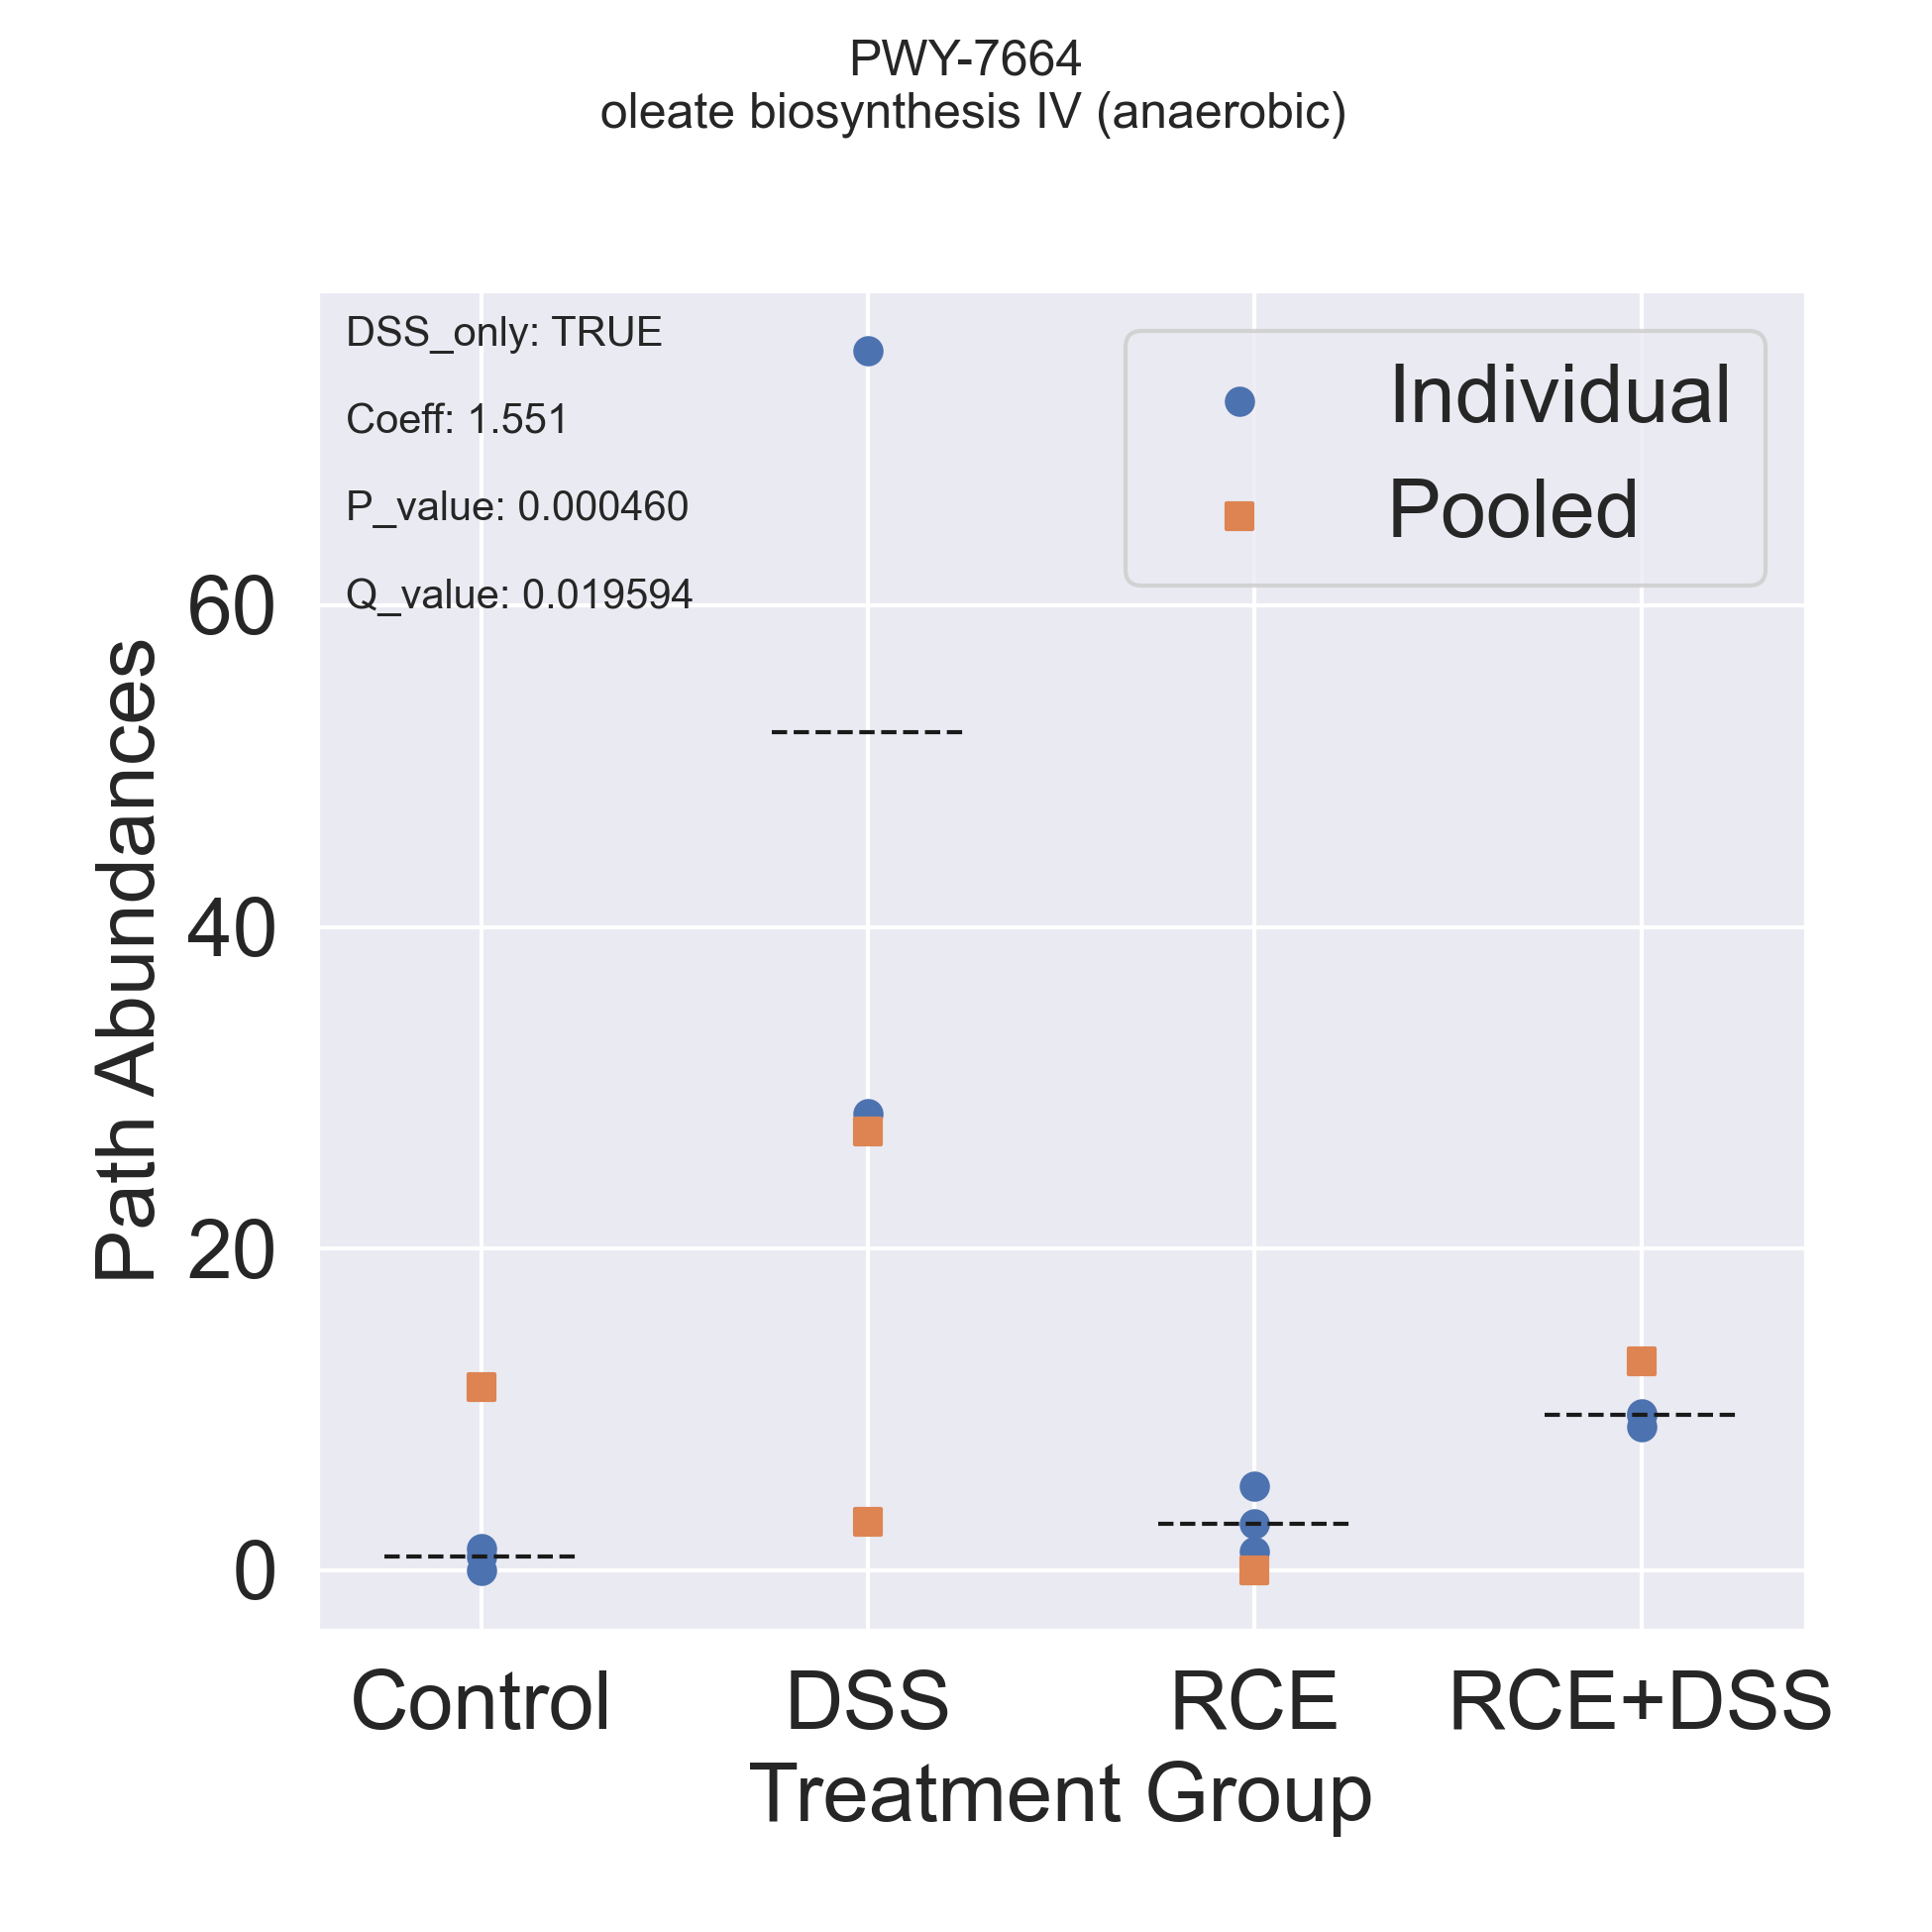 PWY-7664
oleate biosynthesis IV (anaerobic)
DSS_only: TRUE
Coeff: 1.551
P_value: 0.000460
Q_value: 0.019594
Individual
Pooled
60
40
20
0
Path Abundances
Control
DSS
RCE
RCE+DSS
Treatment Group